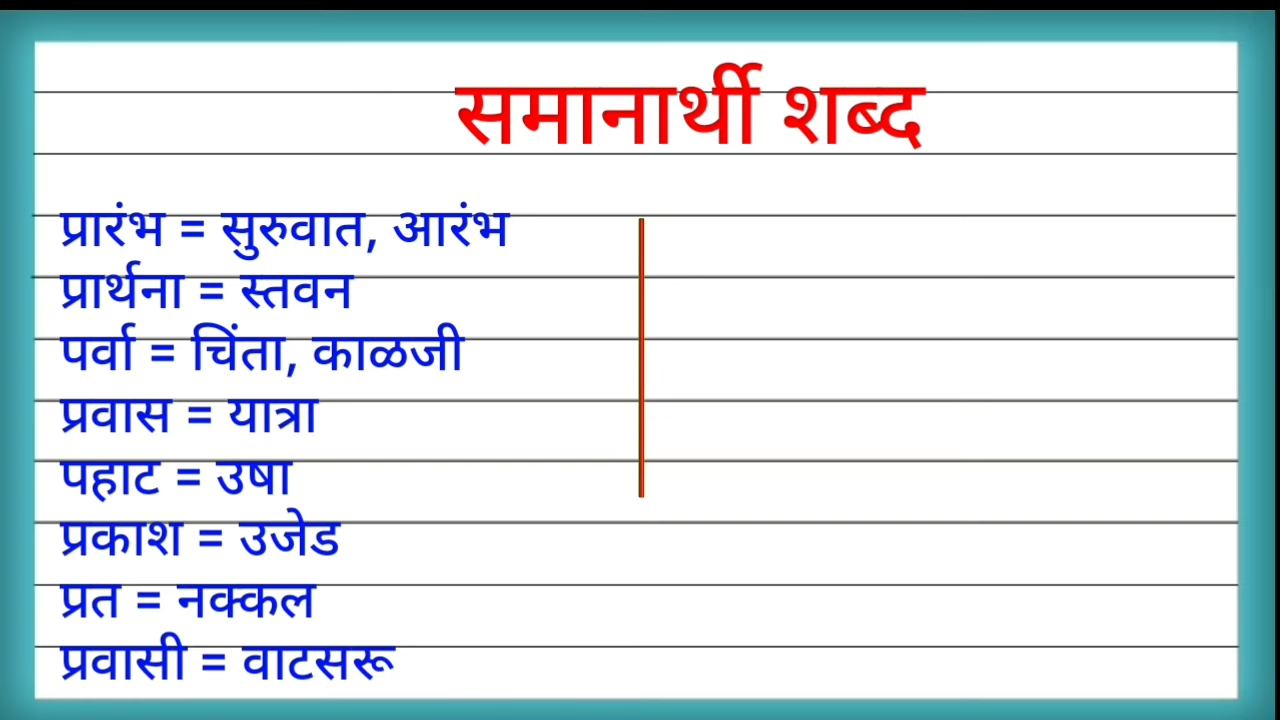 समानार्थी शब्द
प्रारंभ = सुरुवात, आरंभ
प्रार्थना = स्तवन
पर्वा = चिंता, काळजी
प्रवास = यात्रा
पहाट = उषा
प्रकाश = उजेड
प्रत = नक्कल
प्रवासी = वाटसरू